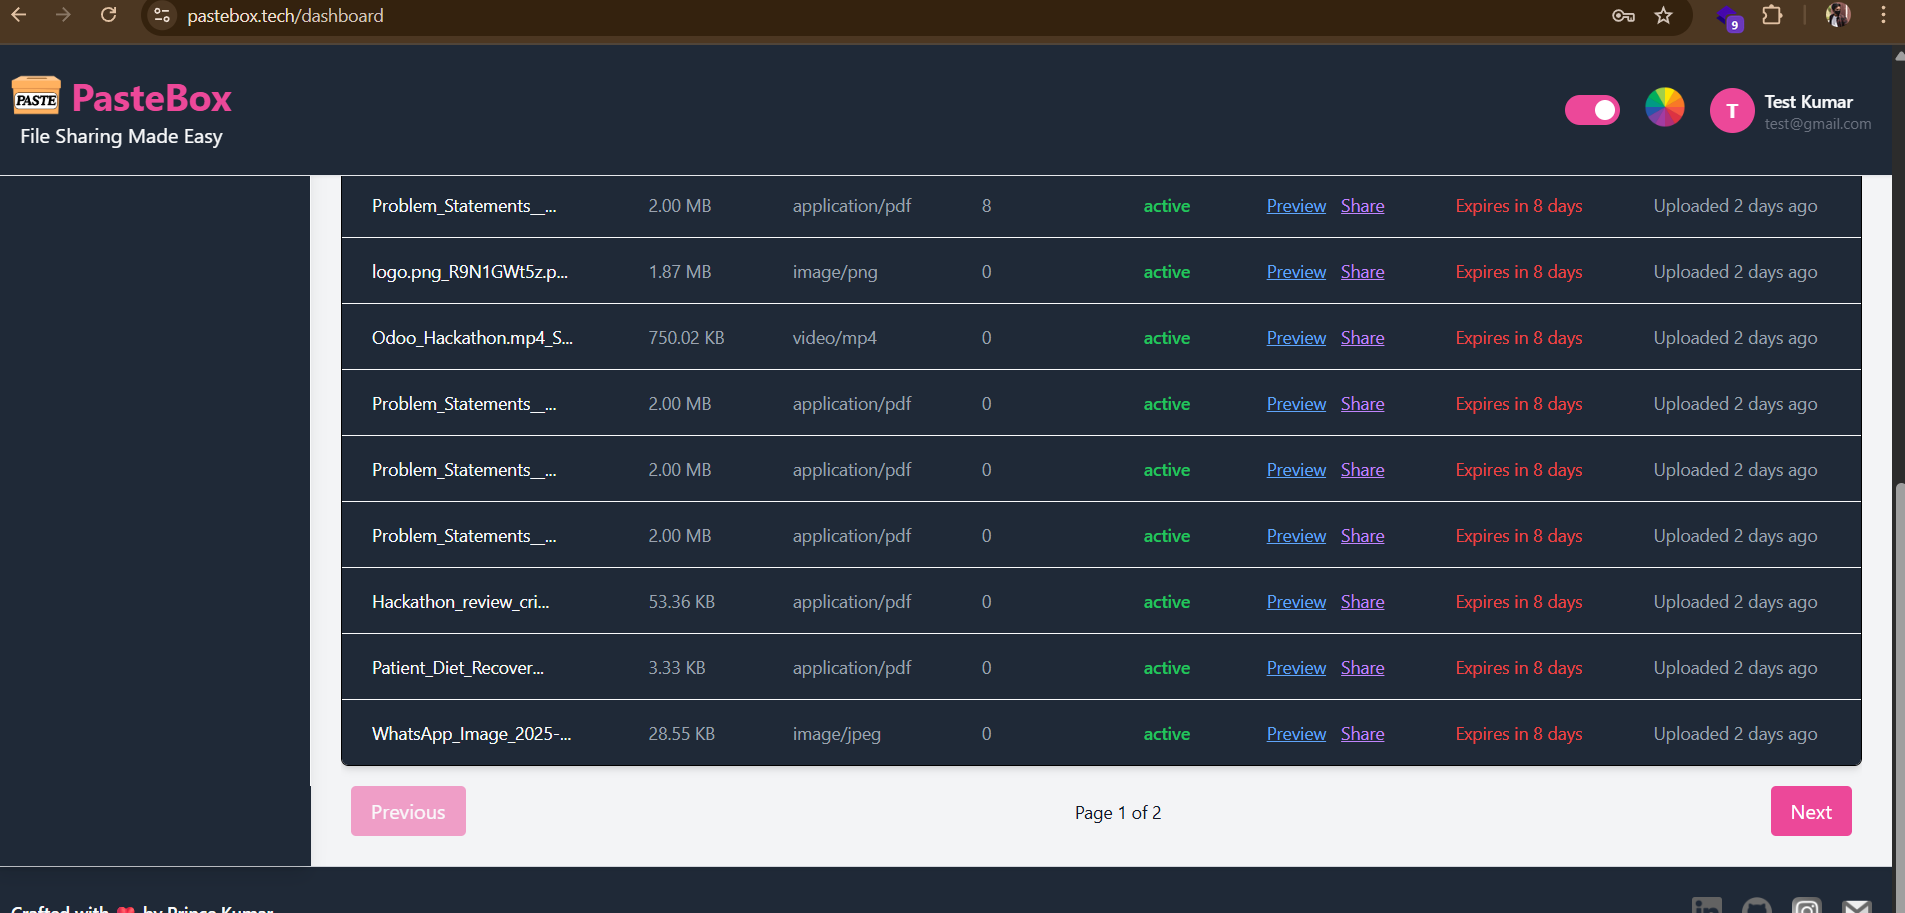 pastebox.tech/dashboard
9
PASTE PasteBox
File Sharing Made Easy
T
Test Kumar
test@gmail.com
Problem_Statements__... 2.00 MB application/pdf 8 active Preview Share Expires in 8 days Uploaded 2 days ago
logo.png_R9N1GWt5z.p... 1.87 MB image/png 0 active Preview Share Expires in 8 days Uploaded 2 days ago
Odoo_Hackathon.mp4_S... 750.02 KB video/mp4 0 active Preview Share Expires in 8 days Uploaded 2 days ago
Problem_Statements__... 2.00 MB application/pdf 0 active Preview Share Expires in 8 days Uploaded 2 days ago
Problem_Statements__... 2.00 MB application/pdf 0 active Preview Share Expires in 8 days Uploaded 2 days ago
Problem_Statements__... 2.00 MB application/pdf 0 active Preview Share Expires in 8 days Uploaded 2 days ago
Hackathon_review_cri... 53.36 KB application/pdf 0 active Preview Share Expires in 8 days Uploaded 2 days ago
Patient_Diet_Recover... 3.33 KB application/pdf 0 active Preview Share Expires in 8 days Uploaded 2 days ago
WhatsApp_Image_2025-... 28.55 KB image/jpeg 0 active Preview Share Expires in 8 days Uploaded 2 days ago
Previous Page 1 of 2 Next
Crafted with ❤️ by Prince Kumar